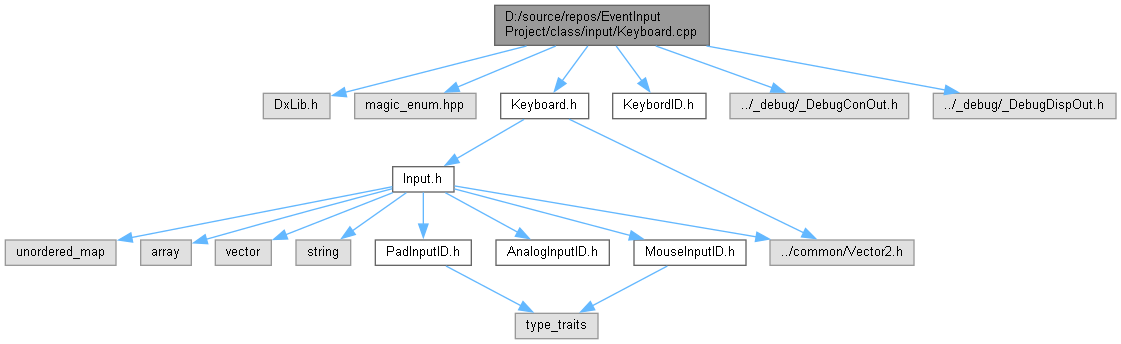 D:/source/repos/EventInput
Project/class/input/Keyboard.cpp
DxLib.h
magic_enum.hpp
Keyboard.h
KeybordID.h
../_debug/_DebugConOut.h
../_debug/_DebugDispOut.h
Input.h
unordered_map
array
vector
string
PadInputID.h
AnalogInputID.h
MouseInputID.h
../common/Vector2.h
type_traits